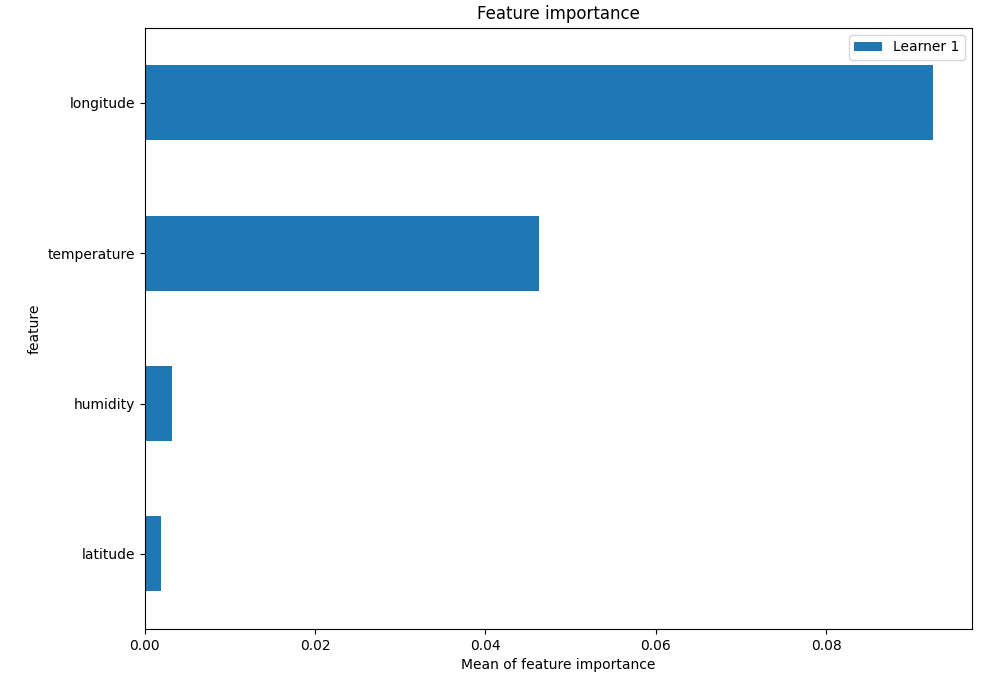 Feature importance
Learner 1
longitude
temperature
humidity
latitude
feature
0.00 0.02 0.04 0.06 0.08
Mean of feature importance